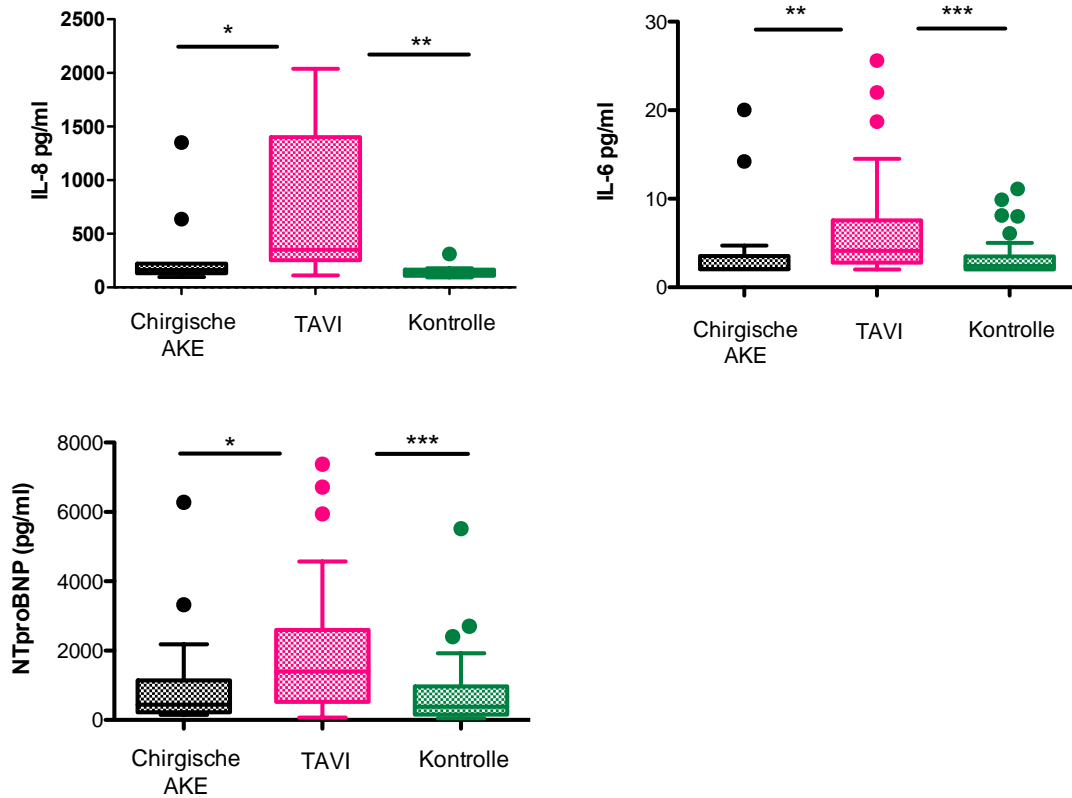 IL-8 pg/ml
2500
2000
1500
1000
500
0
*
**
Chirgische
AKE
TAVI
Kontrolle
IL-6 pg/ml
30
20
10
0
**
***
Chirgische
AKE
TAVI
Kontrolle
NTproBNP (pg/ml)
8000
6000
4000
2000
0
*
***
Chirgische
AKE
TAVI
Kontrolle